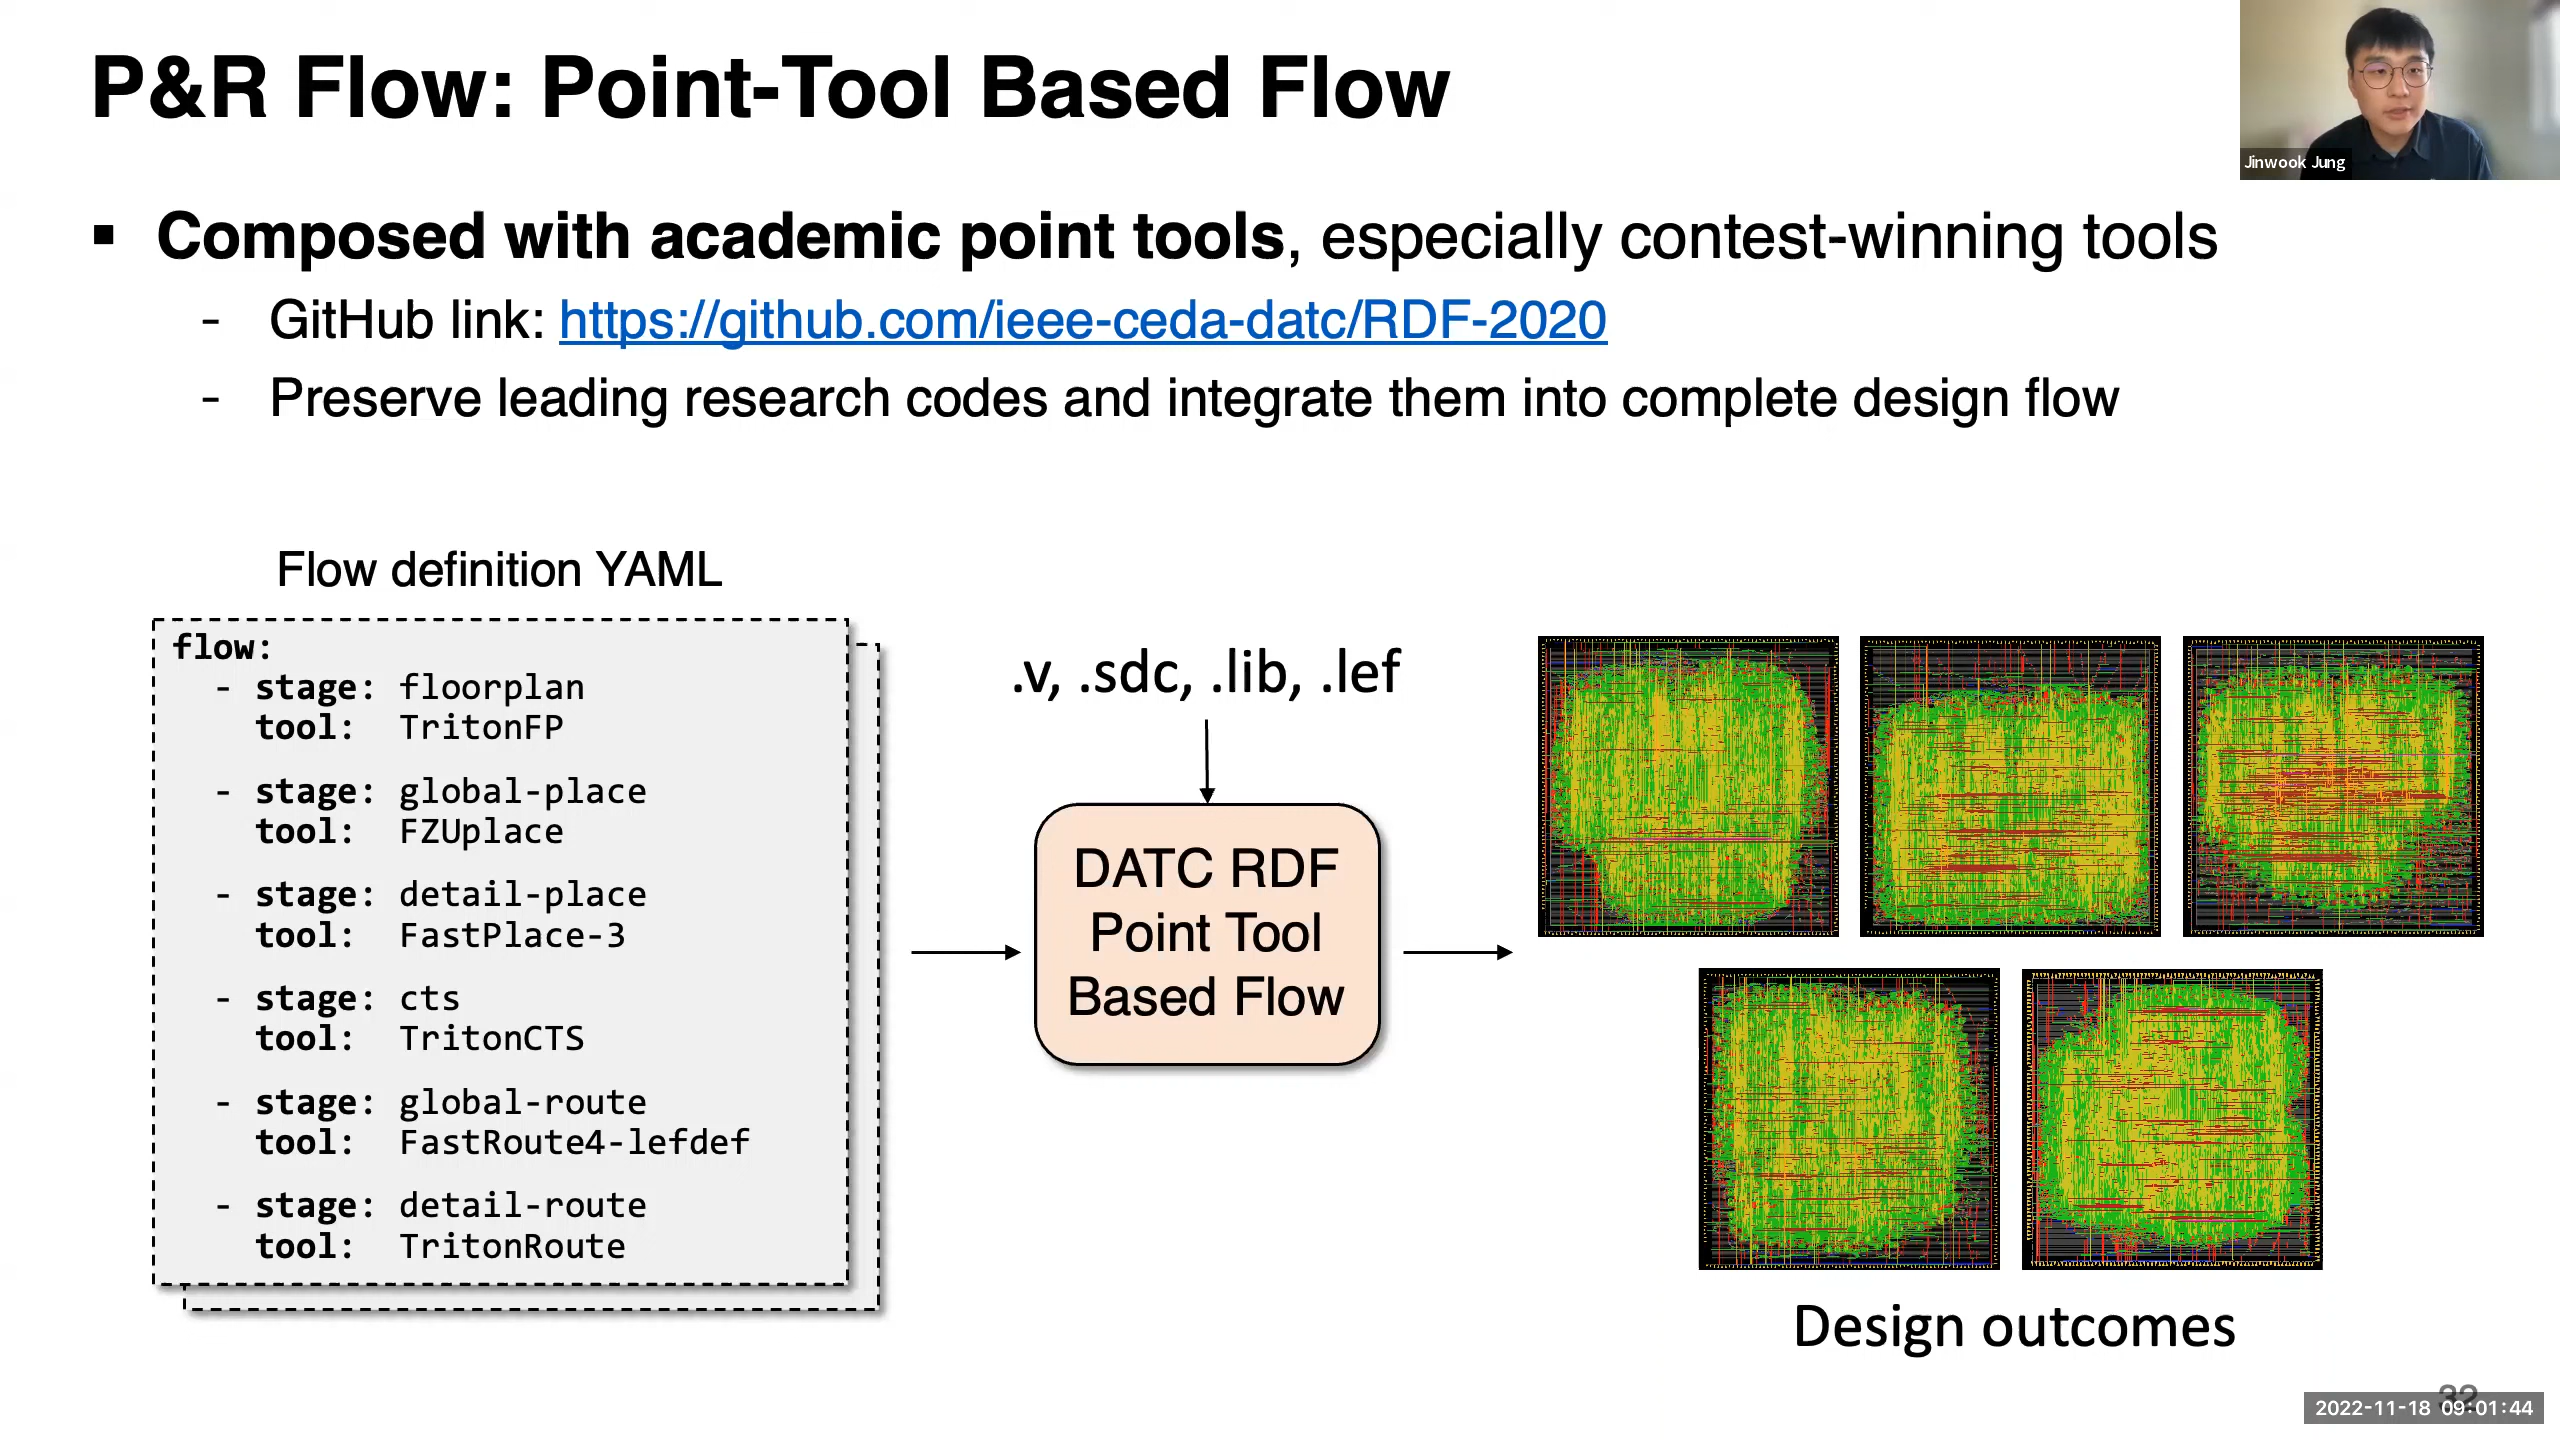 P&R Flow: Point-Tool Based Flow
Jinwook Jung
▪ Composed with academic point tools, especially contest-winning tools
- GitHub link: https://github.com/ieee-ceda-datc/RDF-2020
- Preserve leading research codes and integrate them into complete design flow
Flow definition YAML
flow:
- stage: floorplan
tool: TritonFP
- stage: global-place
tool: FZUplace
- stage: detail-place
tool: FastPlace-3
- stage: cts
tool: TritonCTS
- stage: global-route
tool: FastRoute4-lefdef
- stage: detail-route
tool: TritonRoute
.v, .sdc, .lib, .lef
DATC RDF
Point Tool
Based Flow
Design outcomes
32
2022-11-18 09:01:44